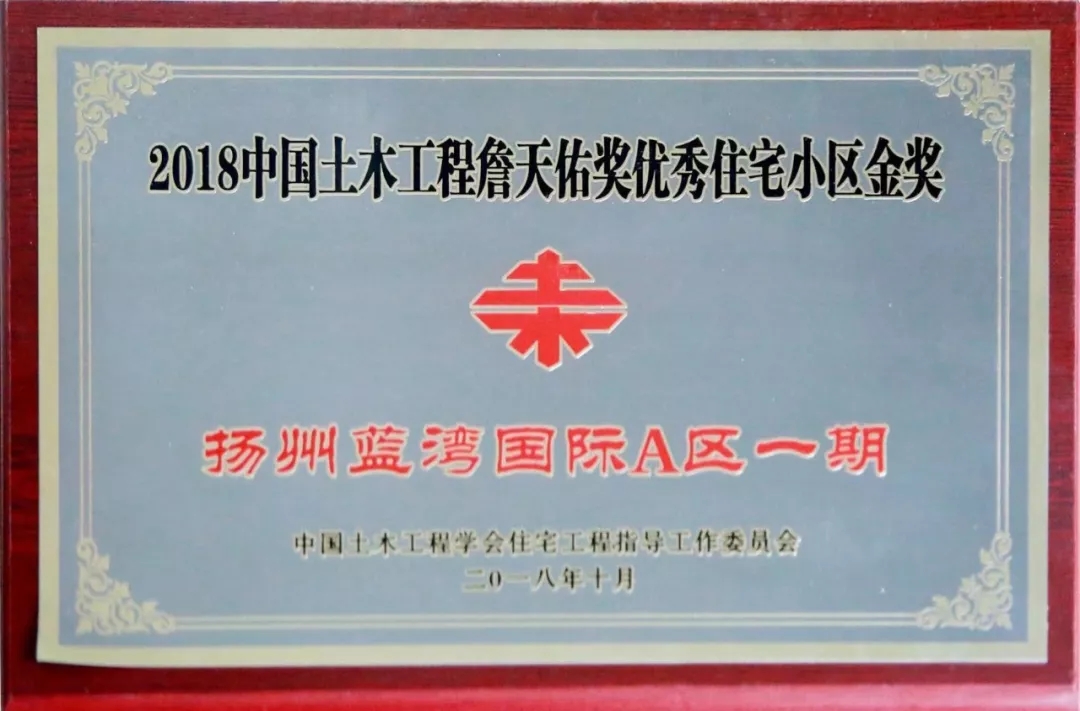 2018中国土木工程詹天佑奖优秀住宅小区金奖
扬州蓝湾国际A区一期
中国土木工程学会住宅工程指导工作委员会
二0一八年十月